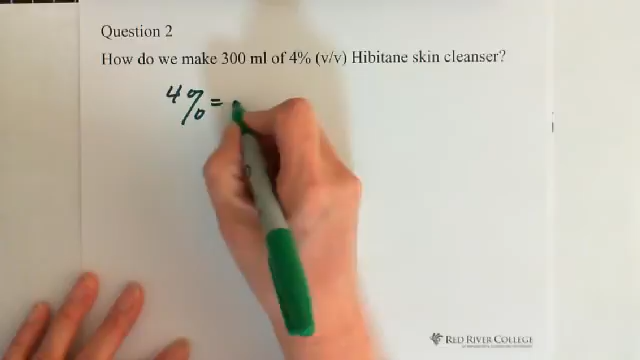 Question 2
How do we make 300 ml of 4% (v/v) Hibitane skin cleanser?
4% =
RED RIVER COLLEGE